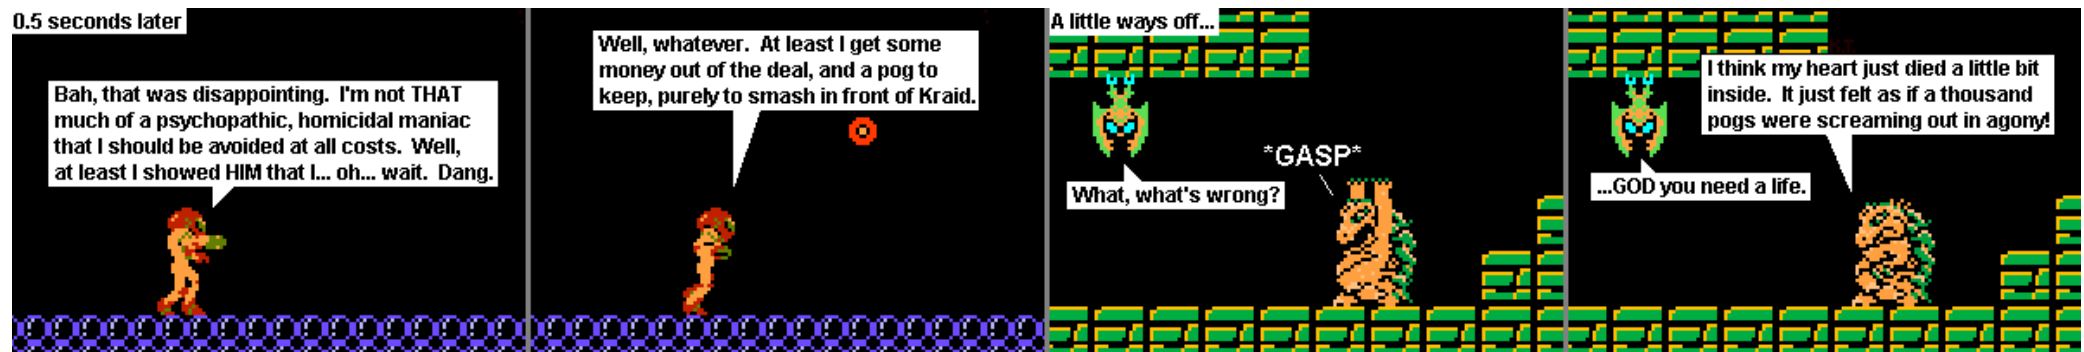 0.5 seconds later
Bah, that was disappointing.  I'm not THAT
much of a psychopathic, homicidal maniac
that I should be avoided at all costs.  Well,
at least I showed HIM that I... oh... wait.  Dang.
Well, whatever.  At least I get some
money out of the deal, and a pog to
keep, purely to smash in front of Kraid.
A little ways off...
*GASP*
What, what's wrong?
I think my heart just died a little bit
inside.  It just felt as if a thousand
pogs were screaming out in agony!
...GOD you need a life.